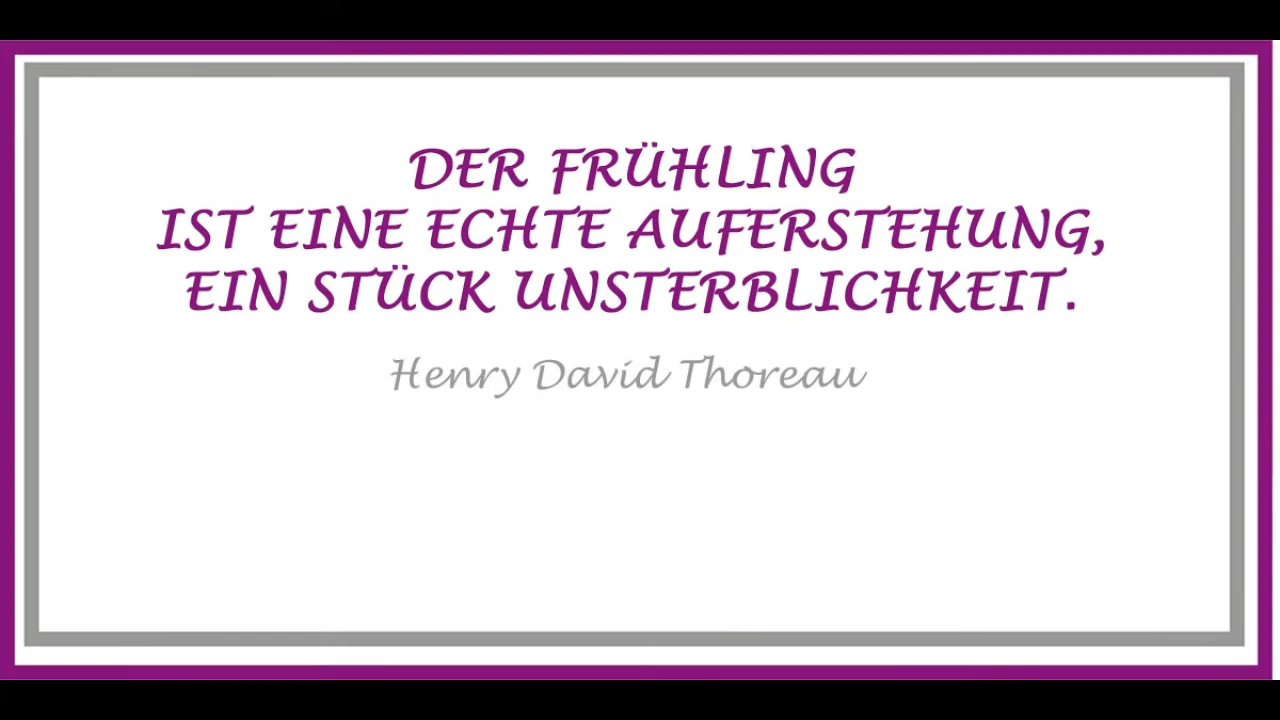 DER FRÜHLING
IST EINE ECHTE AUFERSTEHUNG,
EIN STÜCK UNSTERBLICHKEIT.
Henry David Thoreau